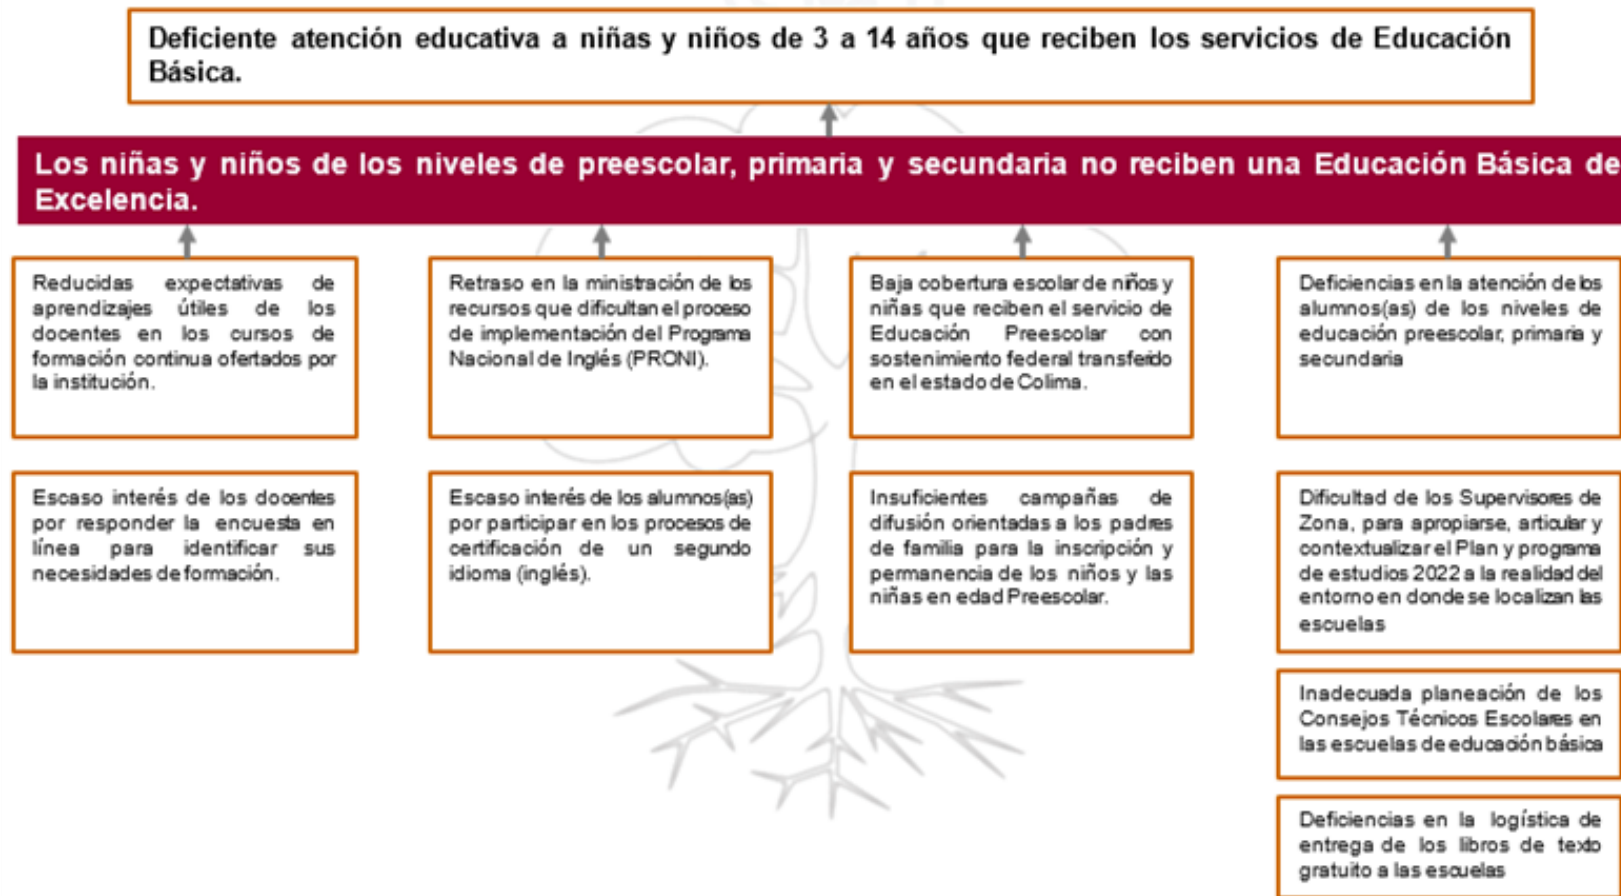 Deficiente atención educativa a niñas y niños de 3 a 14 años que reciben los servicios de Educación
Básica.
Los niñas y niños de los niveles de preescolar, primaria y secundaria no reciben una Educación Básica de
Excelencia.
Reducidas expectativas de
aprendizajes útiles de los
docentes en los cursos de
formación continua ofertados por
la institución.
Retraso en la ministración de los
recursos que dificultan el proceso
de implementación del Programa
Nacional de Inglés (PRONI).
Baja cobertura escolar de niños y
niñas que reciben el servicio de
Educación Preescolar con
sostenimiento federal transferido
en el estado de Colima.
Deficiencias en la atención de los
alumnos(as) de los niveles de
educación preescolar, primaria y
secundaria
Escaso interés de los docentes
por responder la encuesta en
línea para identificar sus
necesidades de formación.
Escaso interés de los alumnos(as)
por participar en los procesos de
certificación de un segundo
idioma (inglés).
Insuficientes campañas de
difusión orientadas a los padres
de familia para la inscripción y
permanencia de los niños y las
niñas en edad Preescolar.
Dificultad de los Supervisores de
Zona, para apropiarse, articular y
contextualizar el Plan y programa
de estudios 2022 a la realidad del
entorno en donde se localizan las
escuelas
Inadecuada planeación de los
Consejos Técnicos Escolares en
las escuelas de educación básica
Deficiencias en la logística de
entrega de los libros de texto
gratuito a las escuelas